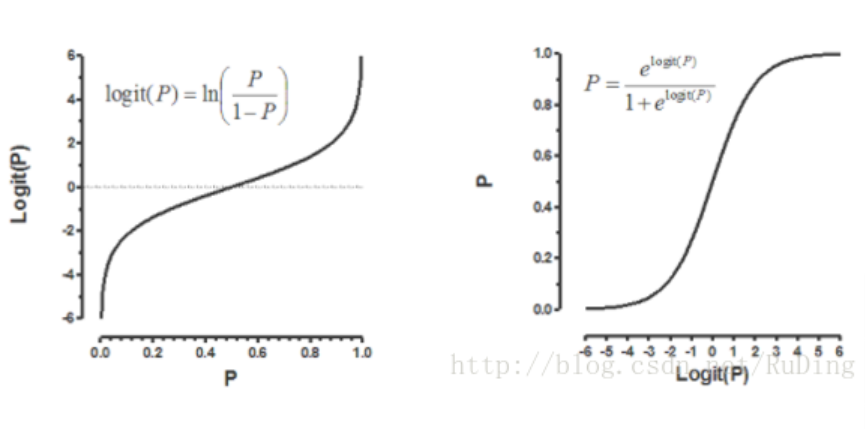 logit(P) = ln(P/(1−P))
Logit(P)
6
4
2
0
-2
-4
-6
0.0 0.2 0.4 0.6 0.8 1.0
P
P = e^logit(P)/(1+e^logit(P))
P
1.0
0.8
0.6
0.4
0.2
0.0
-6 -5 -4 -3 -2 -1 0 1 2 3 4 5 6
Logit(P)
http://blog.csdn.net/RuDing